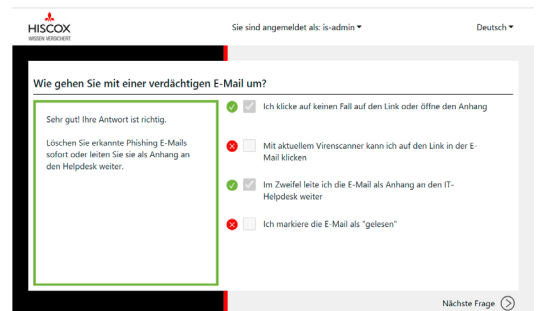 HISCOX
WISSEN VERSICHERT.
Sie sind angemeldet als: is-admin
Deutsch
Wie gehen Sie mit einer verdächtigen E-Mail um?
Sehr gut! Ihre Antwort ist richtig.
Löschen Sie erkannte Phishing E-Mails
sofort oder leiten Sie sie als Anhang an
den Helpdesk weiter.
Ich klicke auf keinen Fall auf den Link oder öffne den Anhang
Mit aktuellem Virenscanner kann ich auf den Link in der E-
Mail klicken
Im Zweifel leite ich die E-Mail als Anhang an den IT-
Helpdesk weiter
Ich markiere die E-Mail als "gelesen"
Nächste Frage